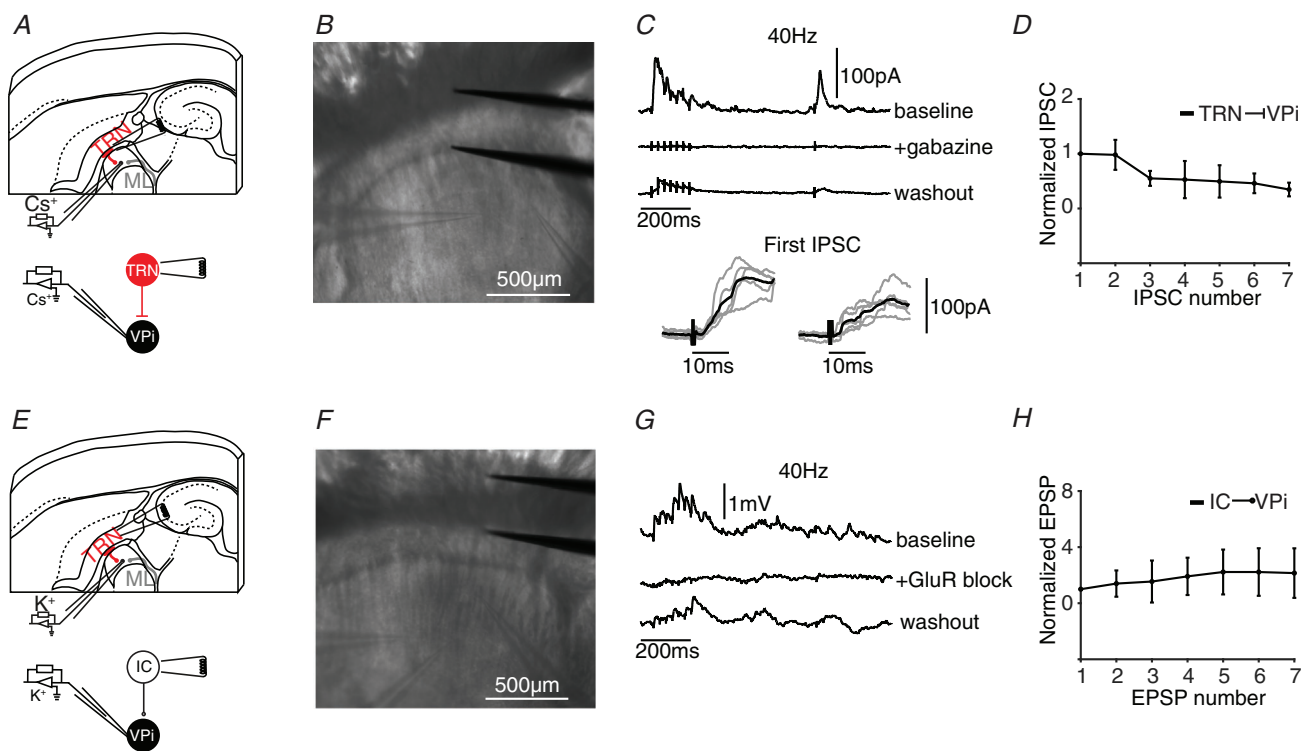 A
TRN
ML
Cs⁺
Cs⁺
TRN
VPi
B
500µm
C
40Hz
100pA
baseline
+gabazine
washout
200ms
First IPSC
100pA
10ms
10ms
D
TRN VPi
Normalized IPSC
2
1
0
1 2 3 4 5 6 7
IPSC number
E
TRN
ML
K⁺
K⁺
IC
VPi
F
500µm
G
40Hz
1mV
baseline
+GluR block
washout
200ms
H
IC VPi
Normalized EPSP
8
4
0
1 2 3 4 5 6 7
EPSP number